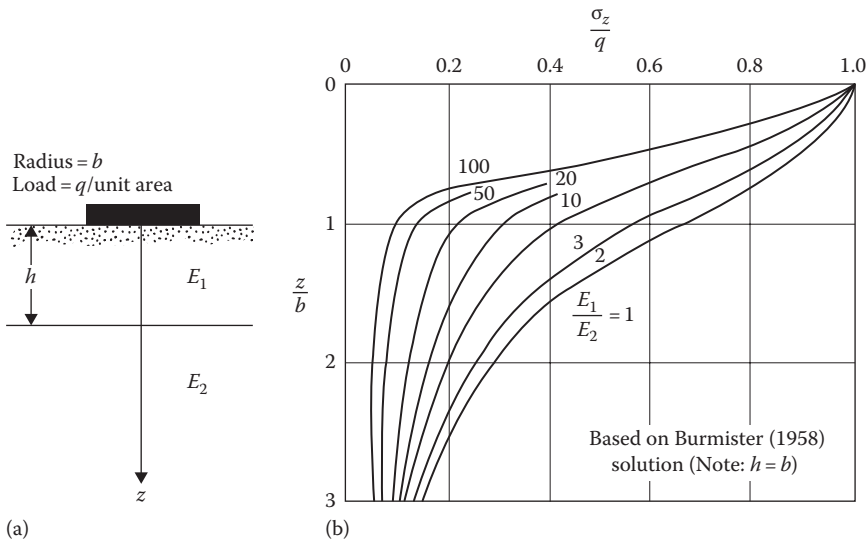 Radius = b
Load = q/unit area
h
E1
E2
z
(a)
σz
q
0 0.2 0.4 0.6 0.8 1.0
0
1
2
3
z
b
100
50
20
10
3
2
E1
E2 = 1
Based on Burmister (1958)
solution (Note: h = b)
(b)